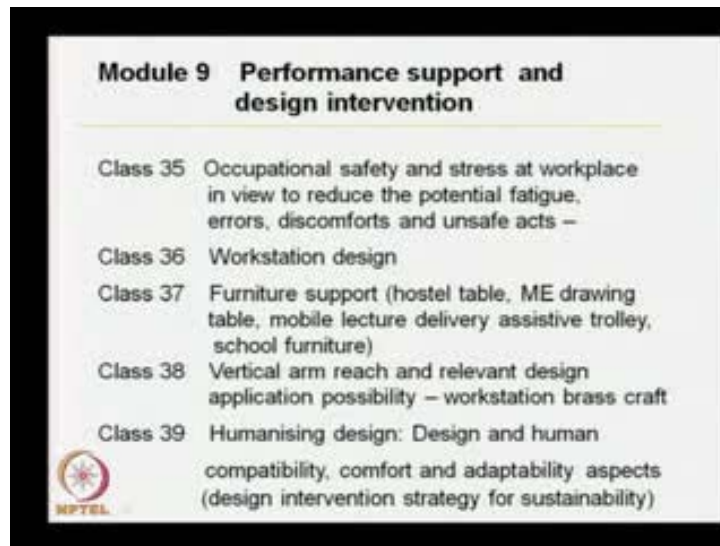 Module 9 Performance support and
design intervention
Class 35 Occupational safety and stress at workplace
in view to reduce the potential fatigue,
errors, discomforts and unsafe acts –
Class 36 Workstation design
Class 37 Furniture support (hostel table, ME drawing
table, mobile lecture delivery assistive trolley,
school furniture)
Class 38 Vertical arm reach and relevant design
application possibility – workstation brass craft
Class 39 Humanising design: Design and human
compatibility, comfort and adaptability aspects
(design intervention strategy for sustainability)
NPTEL